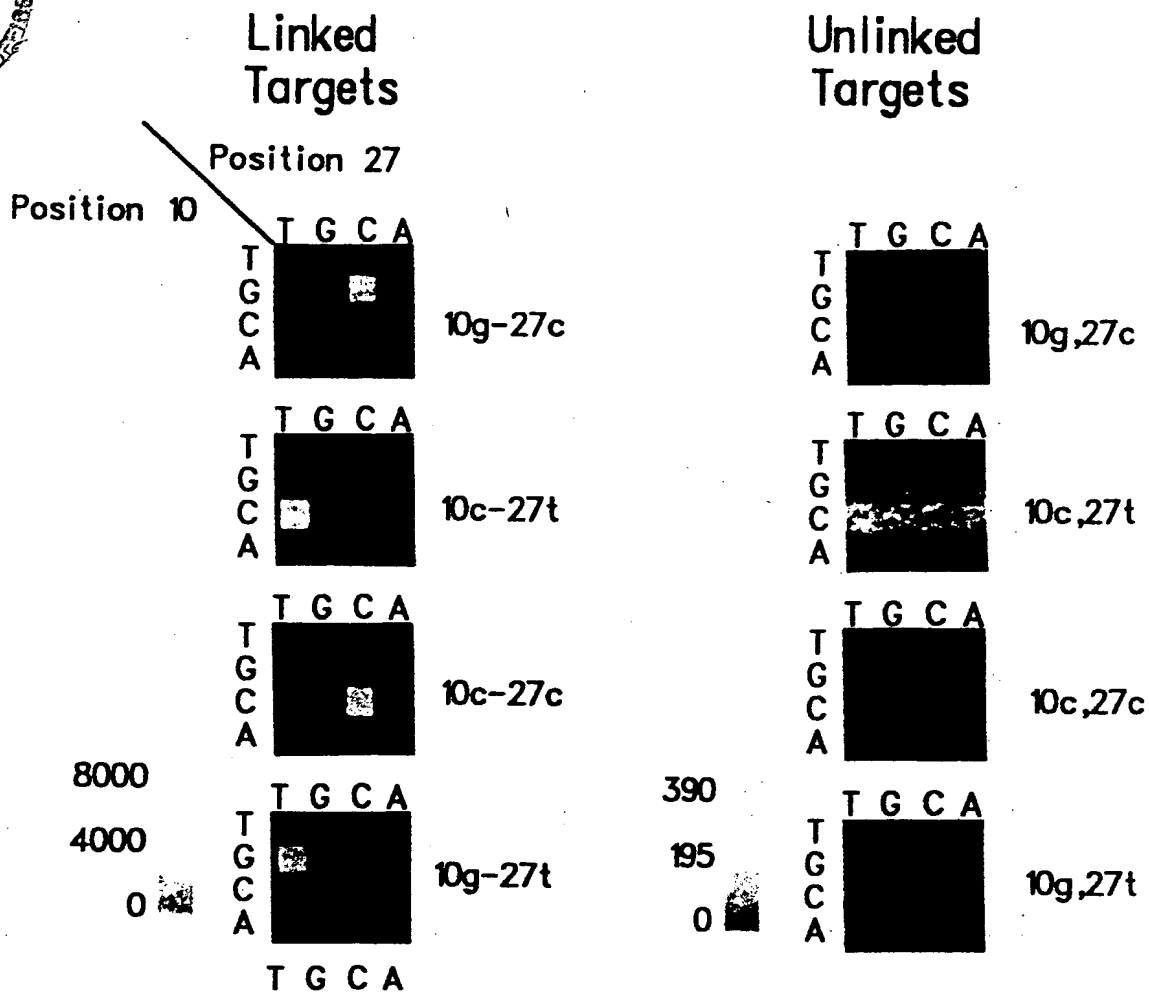 Linked
Targets
Unlinked
Targets
Position 27
Position 10
T G C A
T
G
C
A
10g-27c
T G C A
T
G
C
A
10g,27c
T G C A
T
G
C
A
10c-27t
T G C A
T
G
C
A
10c,27t
T G C A
T
G
C
A
10c-27c
T G C A
T
G
C
A
10c,27c
8000
4000
0
T G C A
T
G
C
A
10g-27t
T G C A
390
195
0
T G C A
T
G
C
A
10g,27t